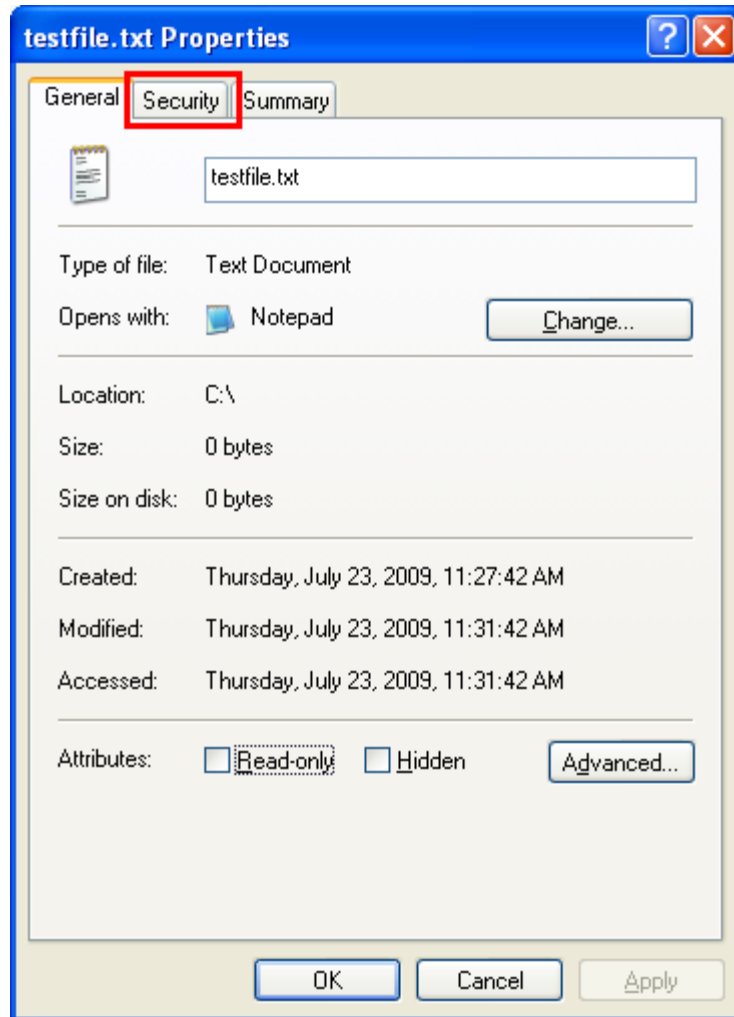 testfile.txt Properties
General Security Summary
testfile.txt
Type of file: Text Document
Opens with: Notepad Change...
Location: C:\
Size: 0 bytes
Size on disk: 0 bytes
Created: Thursday, July 23, 2009, 11:27:42 AM
Modified: Thursday, July 23, 2009, 11:31:42 AM
Accessed: Thursday, July 23, 2009, 11:31:42 AM
Attributes: Read-only Hidden Advanced...
OK Cancel Apply